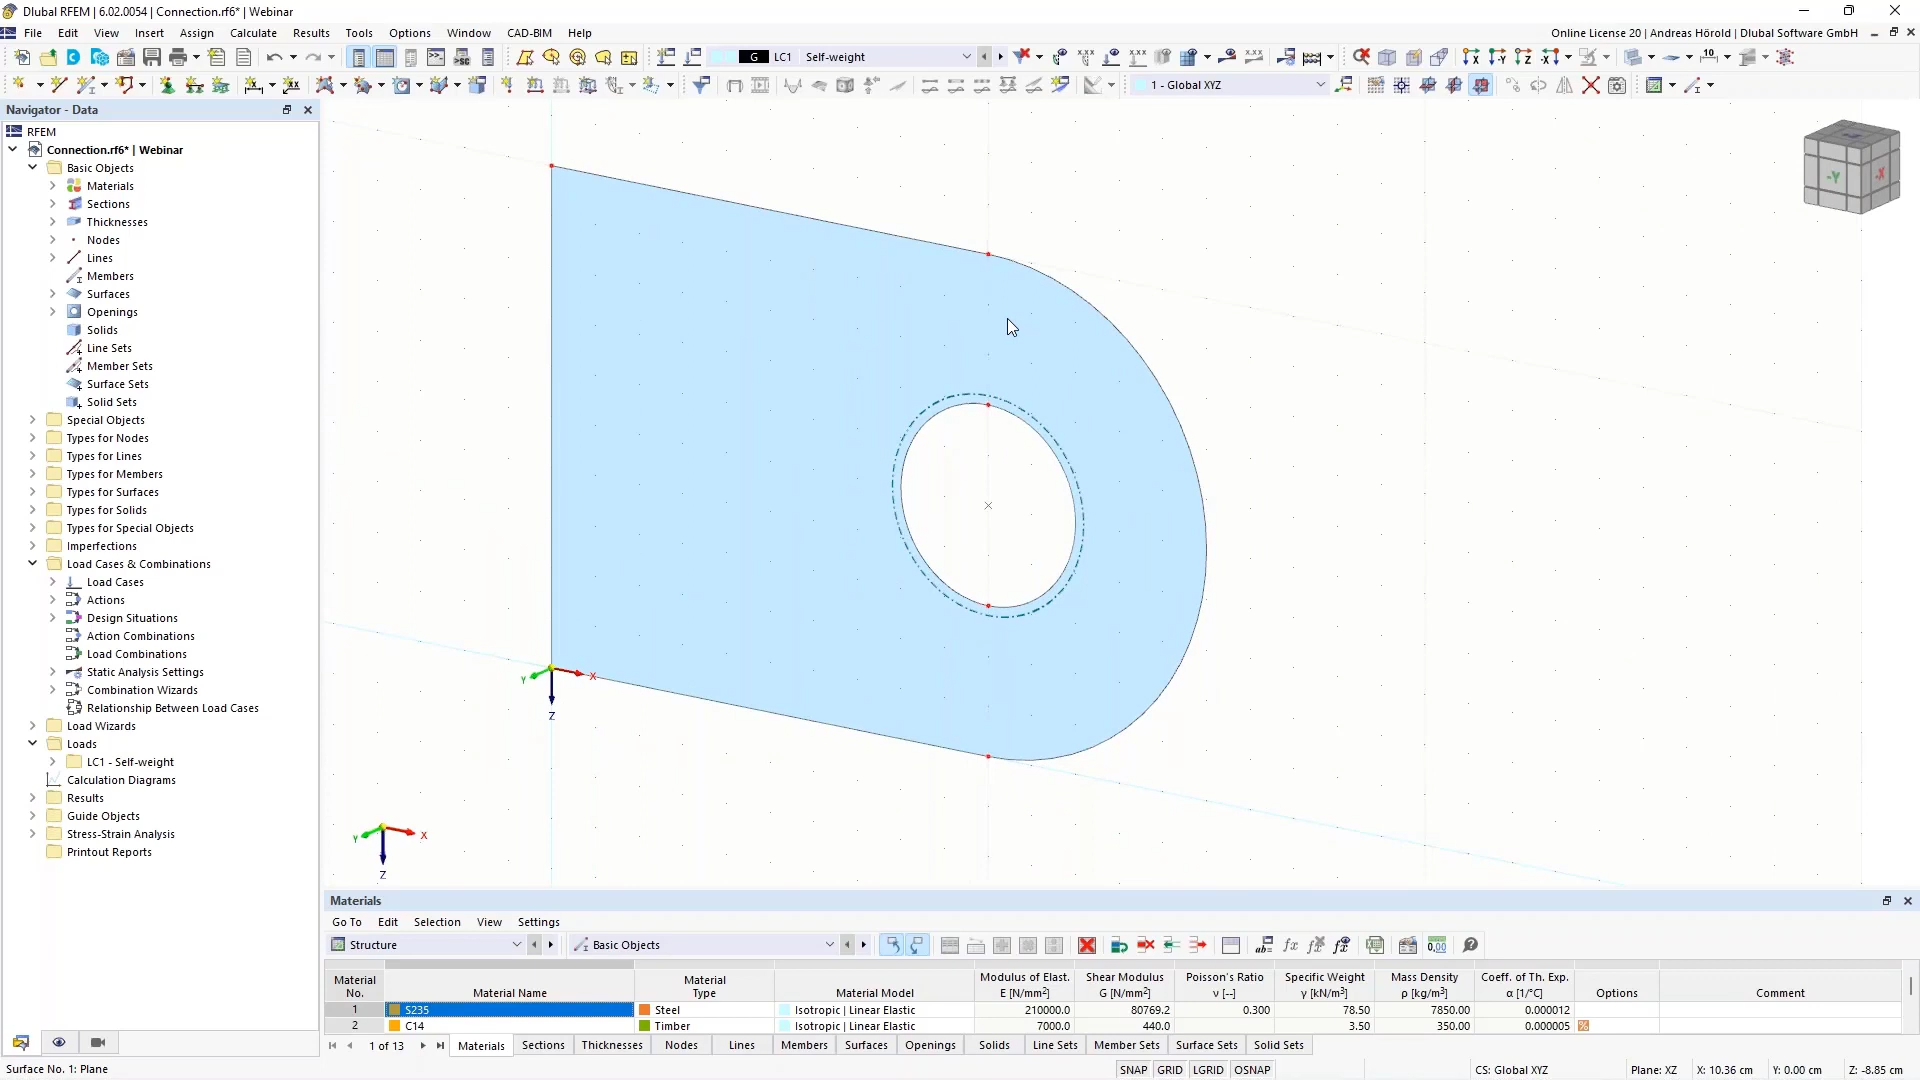 Dlubal RFEM | 6.02.0054 | Connection.rf6* | Webinar
File Edit View Insert Assign Calculate Results Tools Options Window CAD-BIM Help
Online License 20 | Andreas Hörold | Dlubal Software GmbH
G LC1 Self-weight
1 - Global XYZ
Navigator - Data
RFEM
Connection.rf6* | Webinar
Basic Objects
Materials
Sections
Thicknesses
Nodes
Lines
Members
Surfaces
Openings
Solids
Line Sets
Member Sets
Surface Sets
Solid Sets
Special Objects
Types for Nodes
Types for Lines
Types for Members
Types for Surfaces
Types for Solids
Types for Special Objects
Imperfections
Load Cases & Combinations
Load Cases
Actions
Design Situations
Action Combinations
Load Combinations
Static Analysis Settings
Combination Wizards
Relationship Between Load Cases
Load Wizards
Loads
LC1 - Self-weight
Calculation Diagrams
Results
Guide Objects
Stress-Strain Analysis
Printout Reports
-Y -X
Y X
Z
Y X
Z
Materials
Go To Edit Selection View Settings
Structure Basic Objects
Material No. Material Name Material Type Material Model Modulus of Elast. E [N/mm²] Shear Modulus G [N/mm²] Poisson's Ratio ν [--] Specific Weight γ [kN/m³] Mass Density ρ [kg/m³] Coeff. of Th. Exp. α [1/°C] Options Comment
1 S235 Steel Isotropic | Linear Elastic 210000.0 80769.2 0.300 78.50 7850.00 0.000012
2 C14 Timber Isotropic | Linear Elastic 7000.0 440.0 3.50 350.00 0.000005
1 of 13 Materials Sections Thicknesses Nodes Lines Members Surfaces Openings Solids Line Sets Member Sets Surface Sets Solid Sets
Surface No. 1: Plane SNAP GRID LGRID OSNAP CS: Global XYZ Plane: XZ X: 10.36 cm Y: 0.00 cm Z: -8.85 cm